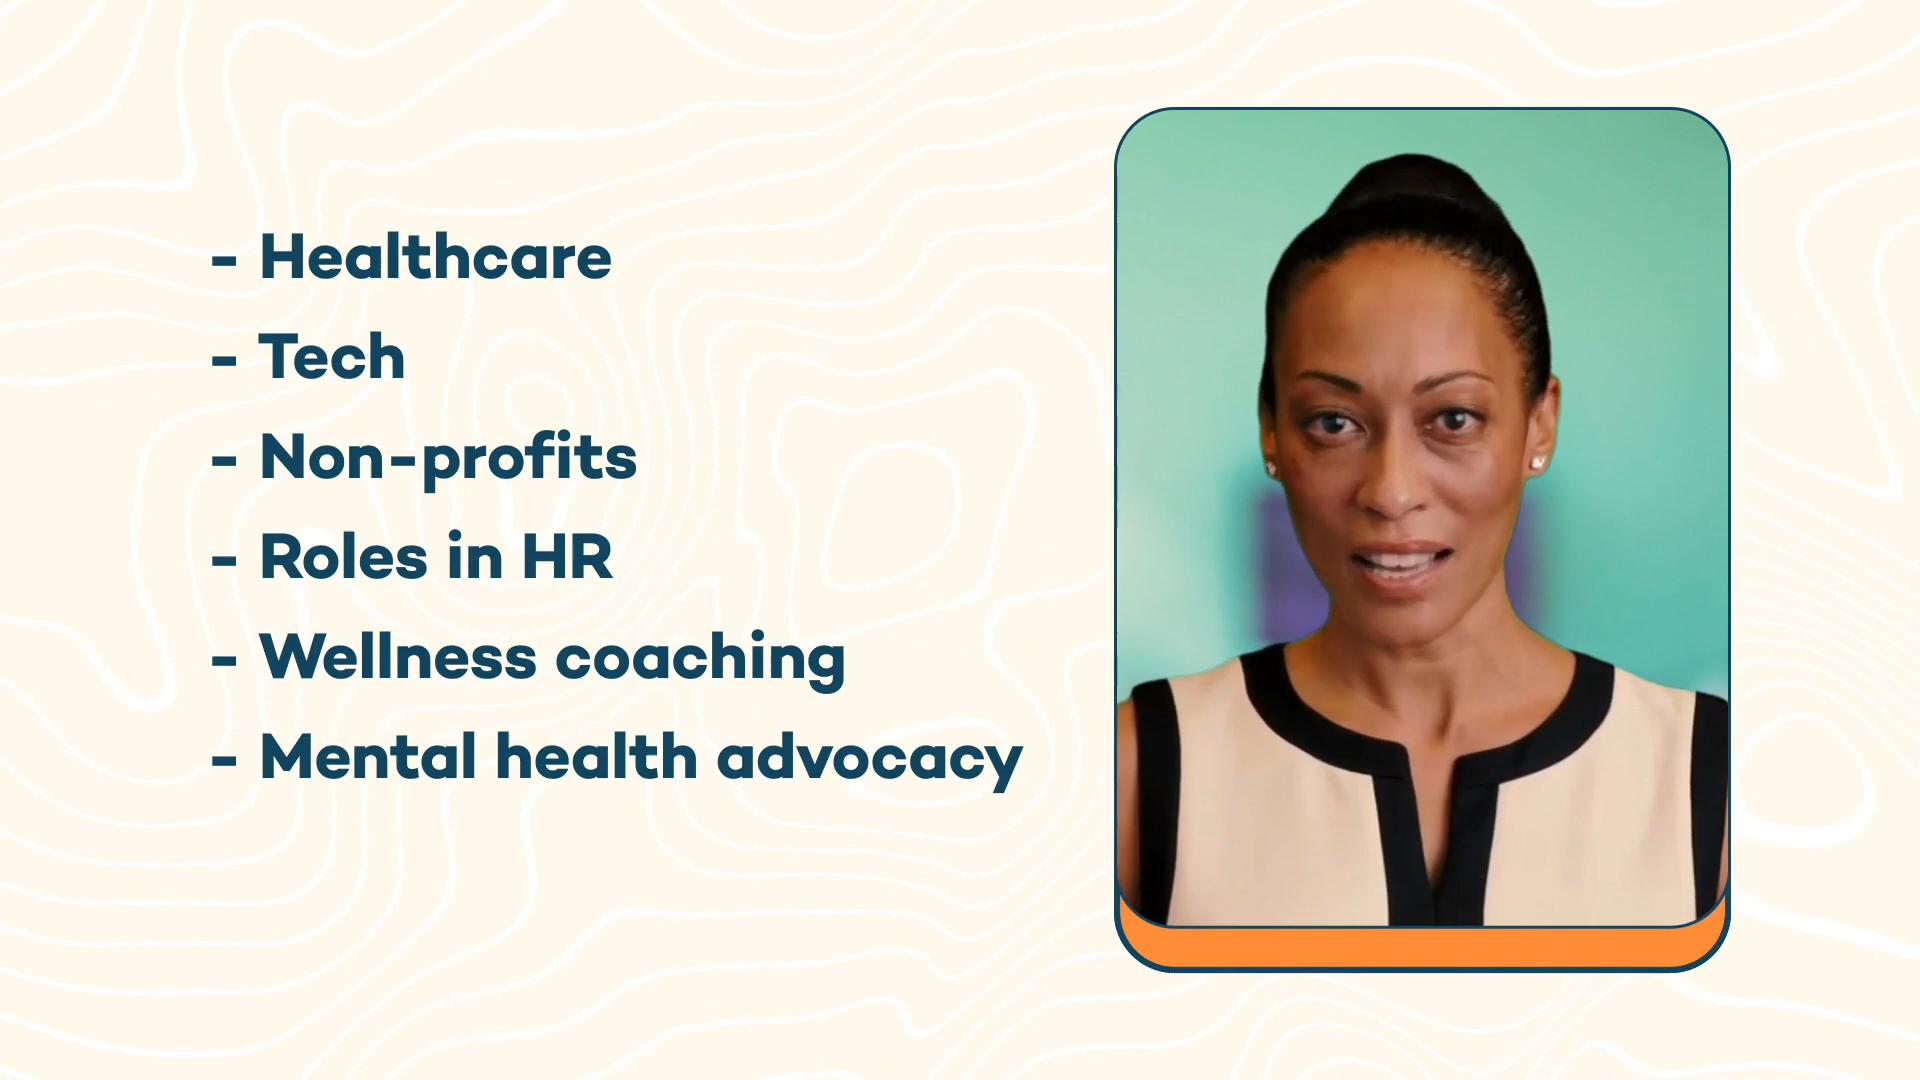 - Healthcare
- Tech
- Non-profits
- Roles in HR
- Wellness coaching
- Mental health advocacy